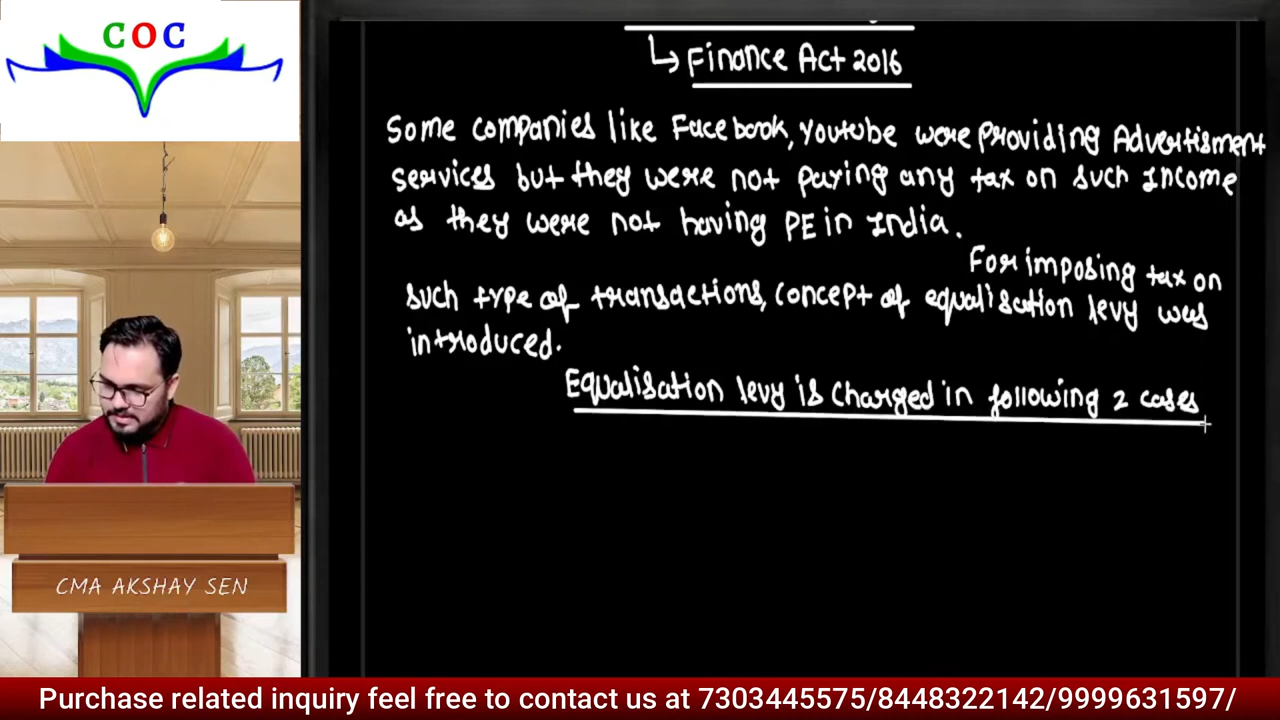 COC
Finance Act 2016
Some companies like Facebook, youtube were providing Advertisment
services but they were not paying any tax on such Income
as they were not having PE in India.
For imposing tax on
such type of transactions, concept of equalisation levy was
introduced.
Equalisation levy is charged in following 2 cases
CMA AKSHAY SEN
Purchase related inquiry feel free to contact us at 7303445575/8448322142/9999631597/